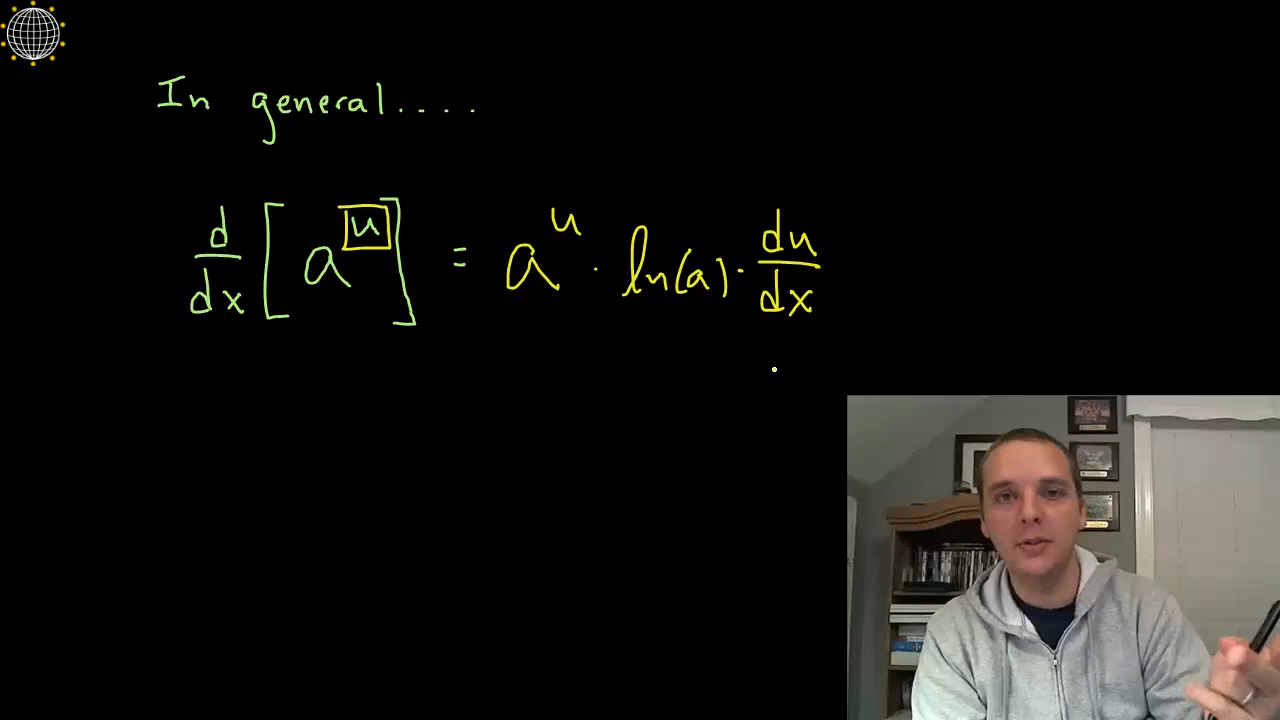 In general....
d/dx [a^u] = a^u · ln(a) · du/dx